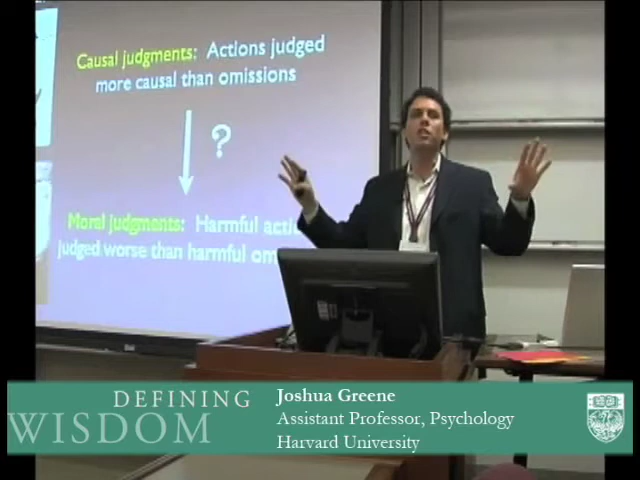 Causal judgments: Actions judged
more causal than omissions
?
Moral judgments: Harmful acti
judged worse than harmful om
DEFINING
WISDOM
Joshua Greene
Assistant Professor, Psychology
Harvard University